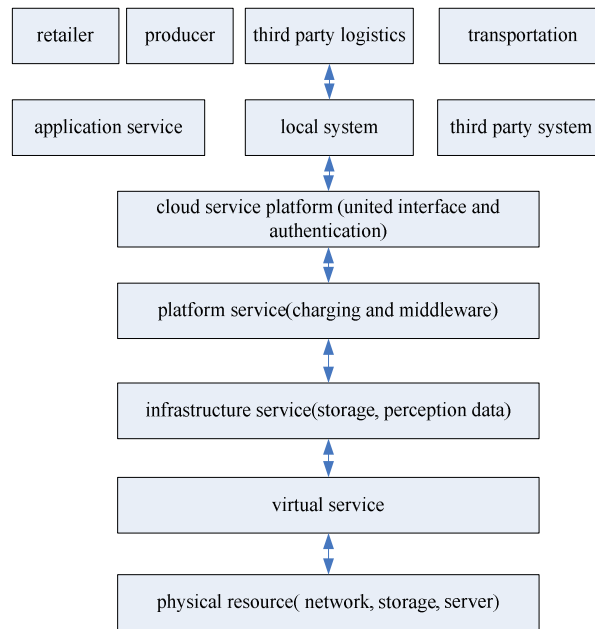 retailer
producer
third party logistics
transportation
application service
local system
third party system
cloud service platform (united interface and
authentication)
platform service(charging and middleware)
infrastructure service(storage, perception data)
virtual service
physical resource( network, storage, server)